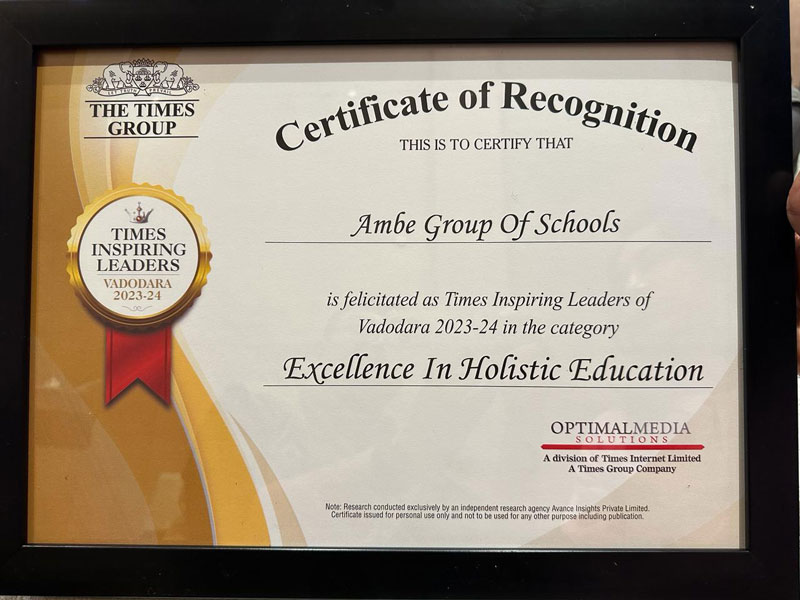 LET TRUTH PREVAIL
THE TIMES
GROUP
Certificate of Recognition
THIS IS TO CERTIFY THAT
Ambe Group Of Schools
TIMES
INSPIRING
LEADERS
VADODARA
2023-24
is felicitated as Times Inspiring Leaders of
Vadodara 2023-24 in the category
Excellence In Holistic Education
OPTIMALMEDIA
SOLUTIONS
A division of Times Internet Limited
A Times Group Company
Note: Research conducted exclusively by an independent research agency Avance Insights Private Limited.
Certificate issued for personal use only and not to be used for any other purpose including publication.